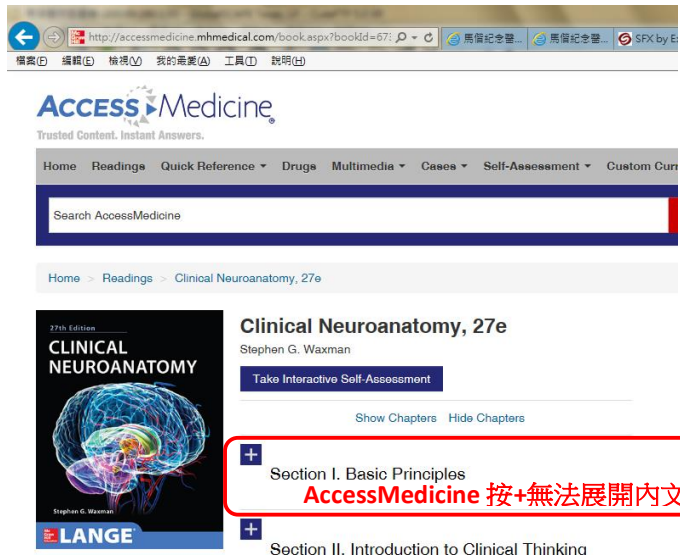 http://accessmedicine.mhmedical.com/book.aspx?bookId=67: 馬偕紀念醫... 馬偕紀念醫... SFX by E
檔案(F) 編輯(E) 檢視(V) 我的最愛(A) 工具(T) 說明(H)
ACCESS Medicine
Trusted Content. Instant Answers.
Home Readings Quick Reference Drugs Multimedia Cases Self-Assessment Custom Curr
Search AccessMedicine
Home > Readings > Clinical Neuroanatomy, 27e
27th Edition
CLINICAL
NEUROANATOMY
Stephen G. Waxman
LANGE
Clinical Neuroanatomy, 27e
Stephen G. Waxman
Take Interactive Self-Assessment
Show Chapters Hide Chapters
+
Section I. Basic Principles
AccessMedicine 按+無法展開內文
+
Section II. Introduction to Clinical Thinking